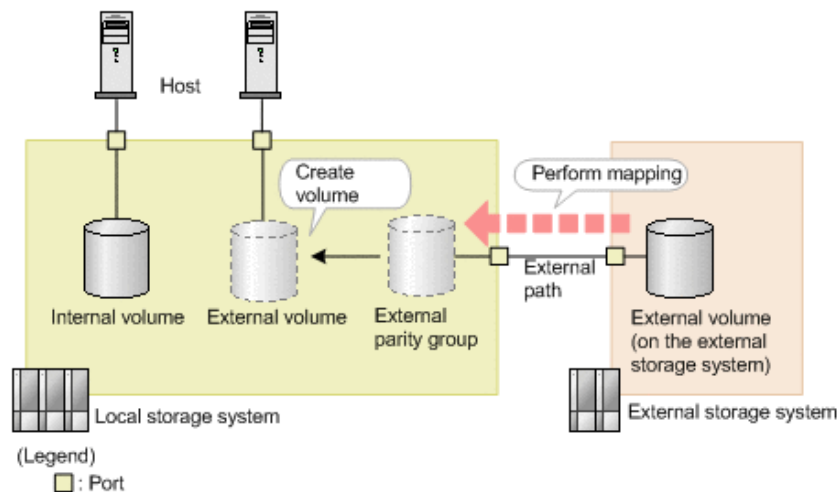 Host
Create
volume
Perform mapping
External
path
Internal volume
External volume
External
parity group
External volume
(on the external
storage system)
Local storage system
External storage system
(Legend)
: Port